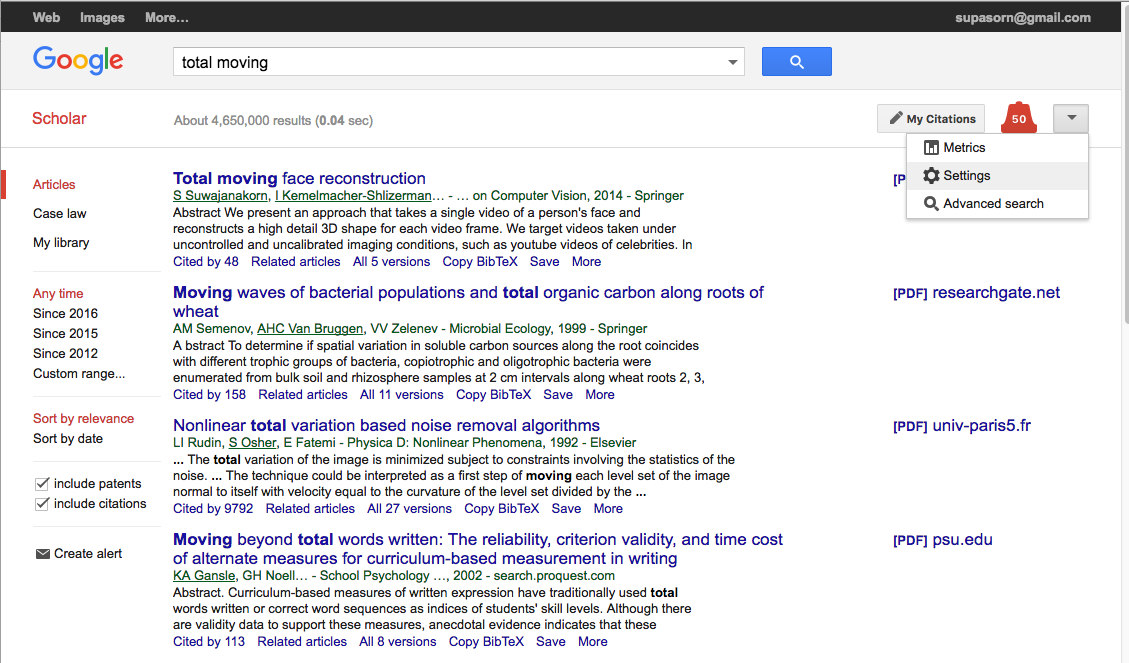 Web Images More... supasorn@gmail.com
Google
total moving
Scholar
About 4,650,000 results (0.04 sec)
My Citations
50
Metrics
Settings
Advanced search
Articles
Case law
My library
Any time
Since 2016
Since 2015
Since 2012
Custom range...
Sort by relevance
Sort by date
include patents
include citations
Create alert
Total moving face reconstruction
[P
S Suwajanakorn, I Kemelmacher-Shlizerman… - … on Computer Vision, 2014 - Springer
Abstract We present an approach that takes a single video of a person's face and
reconstructs a high detail 3D shape for each video frame. We target videos taken under
uncontrolled and uncalibrated imaging conditions, such as youtube videos of celebrities. In
Cited by 48 Related articles All 5 versions Copy BibTeX Save More
Moving waves of bacterial populations and total organic carbon along roots of
wheat
[PDF] researchgate.net
AM Semenov, AHC Van Bruggen, VV Zelenev - Microbial Ecology, 1999 - Springer
A bstract To determine if spatial variation in soluble carbon sources along the root coincides
with different trophic groups of bacteria, copiotrophic and oligotrophic bacteria were
enumerated from bulk soil and rhizosphere samples at 2 cm intervals along wheat roots 2, 3,
Cited by 158 Related articles All 11 versions Copy BibTeX Save More
Nonlinear total variation based noise removal algorithms
[PDF] univ-paris5.fr
LI Rudin, S Osher, E Fatemi - Physica D: Nonlinear Phenomena, 1992 - Elsevier
... The total variation of the image is minimized subject to constraints involving the statistics of the
noise. ... The technique could be interpreted as a first step of moving each level set of the image
normal to itself with velocity equal to the curvature of the level set divided by the ...
Cited by 9792 Related articles All 27 versions Copy BibTeX Save More
Moving beyond total words written: The reliability, criterion validity, and time cost
of alternate measures for curriculum-based measurement in writing
[PDF] psu.edu
KA Gansle, GH Noell… - School Psychology …, 2002 - search.proquest.com
Abstract. Curriculum-based measures of written expression have traditionally used total
words written or correct word sequences as indices of students' skill levels. Although there
are validity data to support these measures, anecdotal evidence indicates that these
Cited by 113 Related articles All 8 versions Copy BibTeX Save More